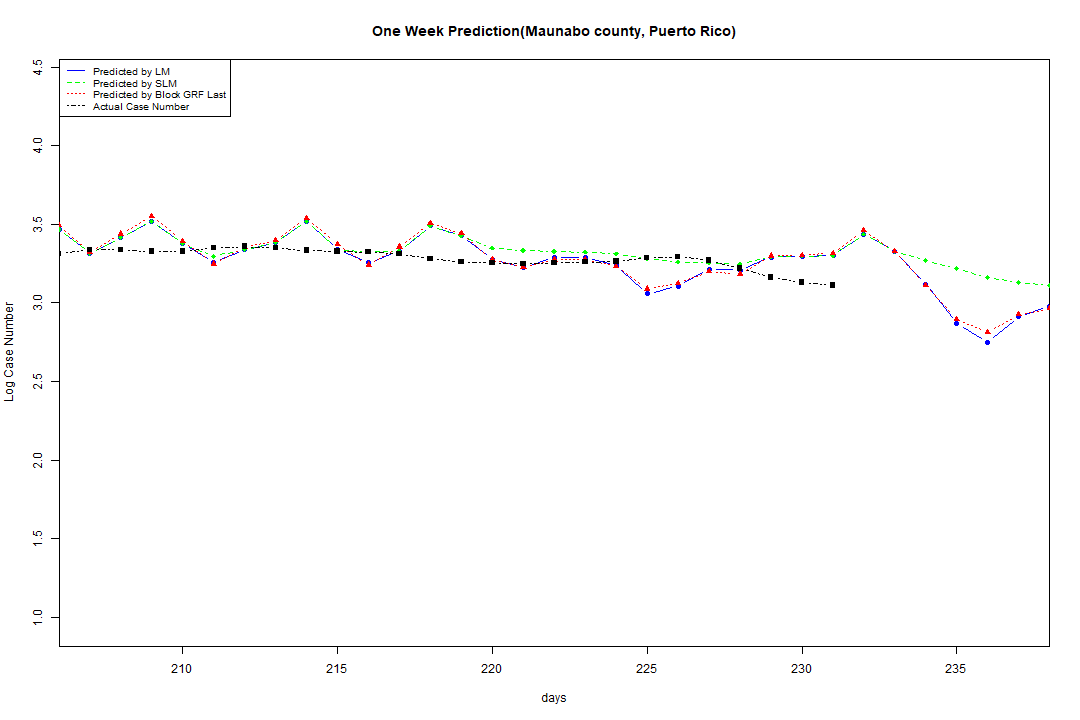 One Week Prediction(Maunabo county, Puerto Rico)
Predicted by LM
Predicted by SLM
Predicted by Block GRF Last
Actual Case Number
4.5
4.0
3.5
3.0
2.5
2.0
1.5
1.0
Log Case Number
210 215 220 225 230 235
days